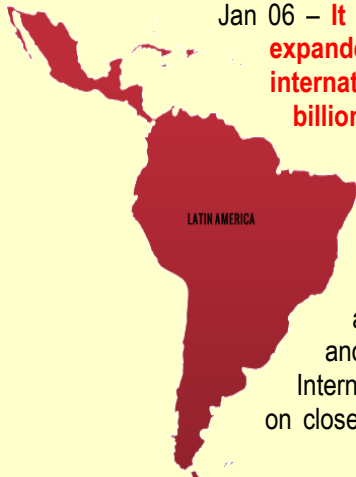 Jan 06 – It
expande
internat
billion
LATIN AMERICA
a
and
Intern
on close